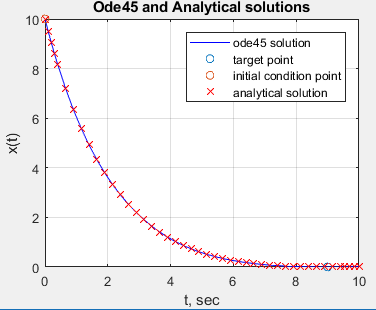 Ode45 and Analytical solutions
10
8
6
4
2
0
x(t)
ode45 solution
target point
initial condition point
analytical solution
0 2 4 6 8 10
t, sec